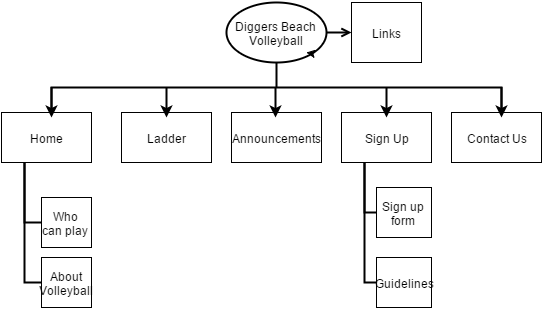 Diggers Beach
Volleyball
Links
Home
Ladder
Announcements
Sign Up
Contact Us
Who
can play
About
Volleyball
Sign up
form
Guidelines